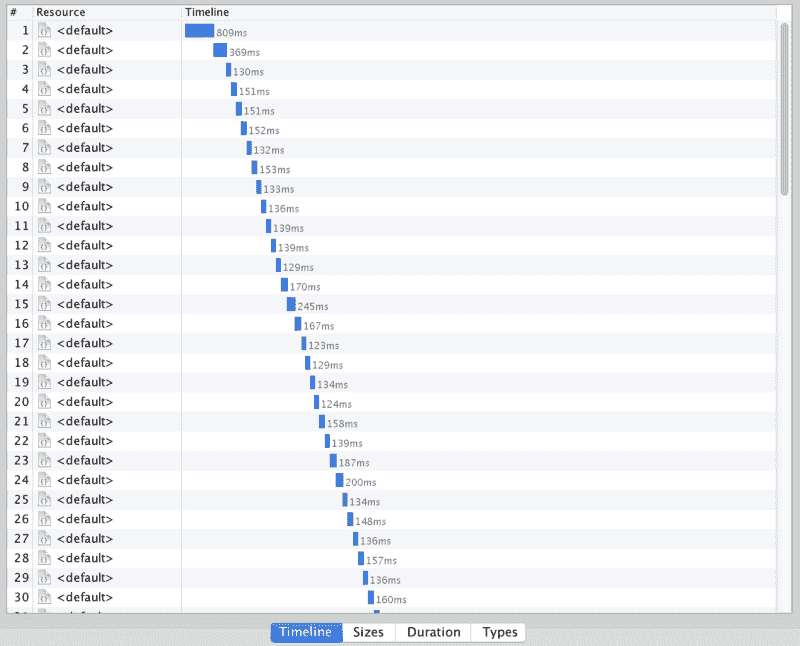 # Resource Timeline
1 <default> 809ms
2 <default> 369ms
3 <default> 130ms
4 <default> 151ms
5 <default> 151ms
6 <default> 152ms
7 <default> 132ms
8 <default> 153ms
9 <default> 133ms
10 <default> 136ms
11 <default> 139ms
12 <default> 139ms
13 <default> 129ms
14 <default> 170ms
15 <default> 245ms
16 <default> 167ms
17 <default> 123ms
18 <default> 129ms
19 <default> 134ms
20 <default> 124ms
21 <default> 158ms
22 <default> 139ms
23 <default> 187ms
24 <default> 200ms
25 <default> 134ms
26 <default> 148ms
27 <default> 136ms
28 <default> 157ms
29 <default> 136ms
30 <default> 160ms
Timeline Sizes Duration Types